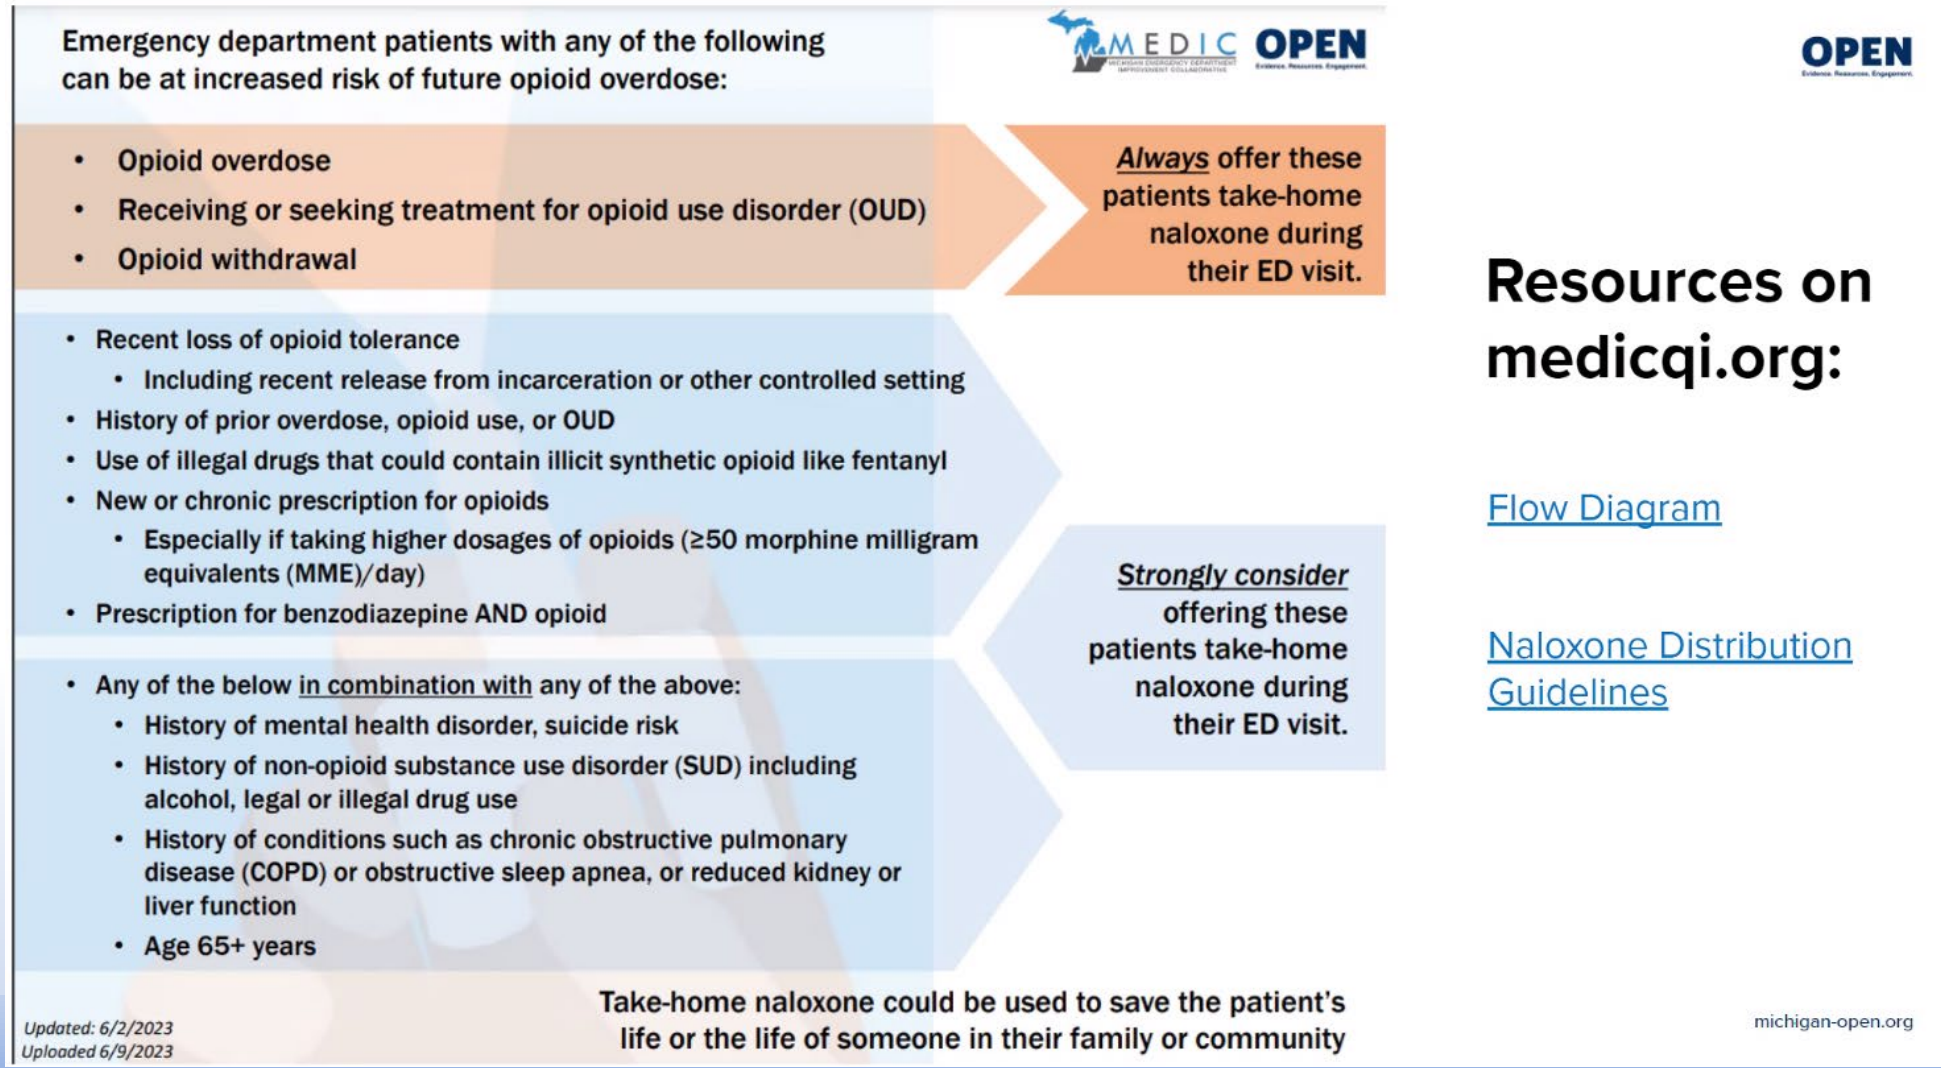 Emergency department patients with any of the following
can be at increased risk of future opioid overdose:
MEDIC
MICHIGAN EMERGENCY DEPARTMENT
IMPROVEMENT COLLABORATIVE
OPEN
Evidence. Resources. Engagement.
OPEN
Evidence. Resources. Engagement.
• Opioid overdose
• Receiving or seeking treatment for opioid use disorder (OUD)
• Opioid withdrawal
Always offer these
patients take-home
naloxone during
their ED visit.
• Recent loss of opioid tolerance
• Including recent release from incarceration or other controlled setting
• History of prior overdose, opioid use, or OUD
• Use of illegal drugs that could contain illicit synthetic opioid like fentanyl
• New or chronic prescription for opioids
• Especially if taking higher dosages of opioids (≥50 morphine milligram
equivalents (MME)/day)
• Prescription for benzodiazepine AND opioid
• Any of the below in combination with any of the above:
• History of mental health disorder, suicide risk
• History of non-opioid substance use disorder (SUD) including
alcohol, legal or illegal drug use
• History of conditions such as chronic obstructive pulmonary
disease (COPD) or obstructive sleep apnea, or reduced kidney or
liver function
• Age 65+ years
Strongly consider
offering these
patients take-home
naloxone during
their ED visit.
Take-home naloxone could be used to save the patient's
life or the life of someone in their family or community
Updated: 6/2/2023
Uploaded 6/9/2023
Resources on
medicqi.org:
Flow Diagram
Naloxone Distribution
Guidelines
michigan-open.org